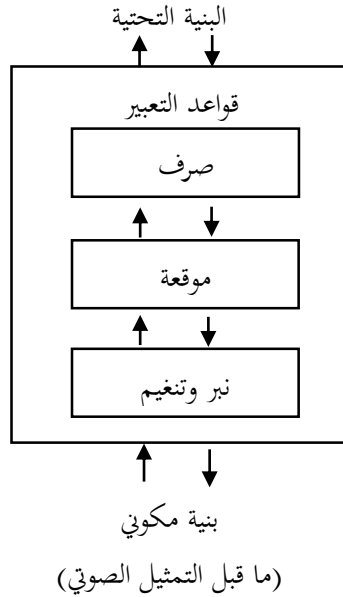 البنية التحتية
قواعد التعبير
صرف
موقعة
نبر وتنغيم
بنية مكوني
(ما قبل التمثيل الصوتي)